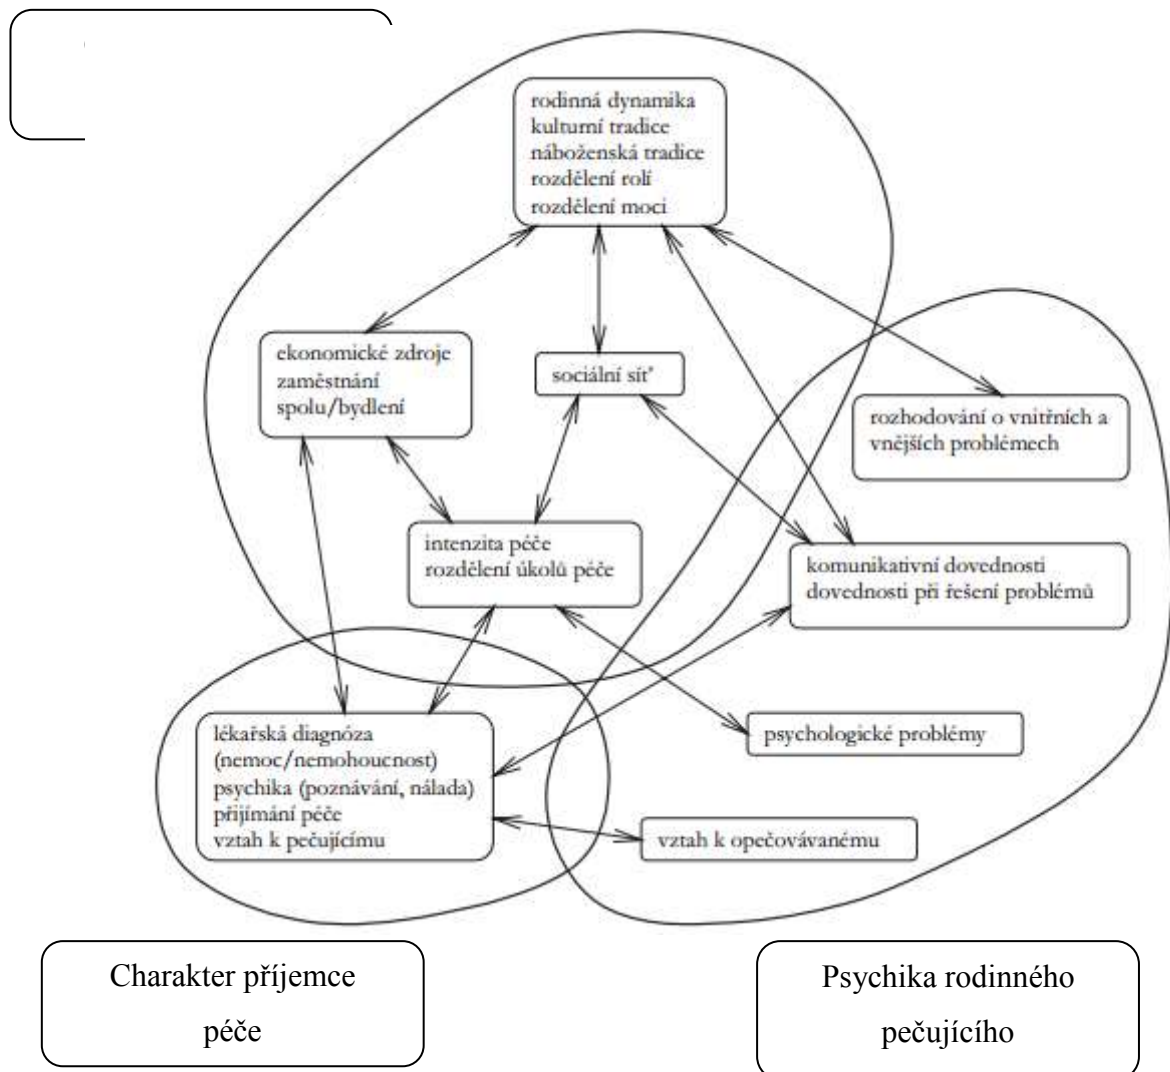 rodinná dynamika
kulturní tradice
náboženská tradice
rozdělení rolí
rozdělení moci
ekonomické zdroje
zaměstnání
spolu/bydlení
sociální síť
rozhodování o vnitřních a
vnějších problémech
intenzita péče
rozdělení úkolů péče
komunikativní dovednosti
dovednosti při řešení problémů
lékařská diagnóza
(nemoc/nemohoucnost)
psychika (poznávání, nálada)
přijímání péče
vztah k pečujícímu
psychologické problémy
vztah k opečovávanému
Charakter příjemce
péče
Psychika rodinného
pečujícího